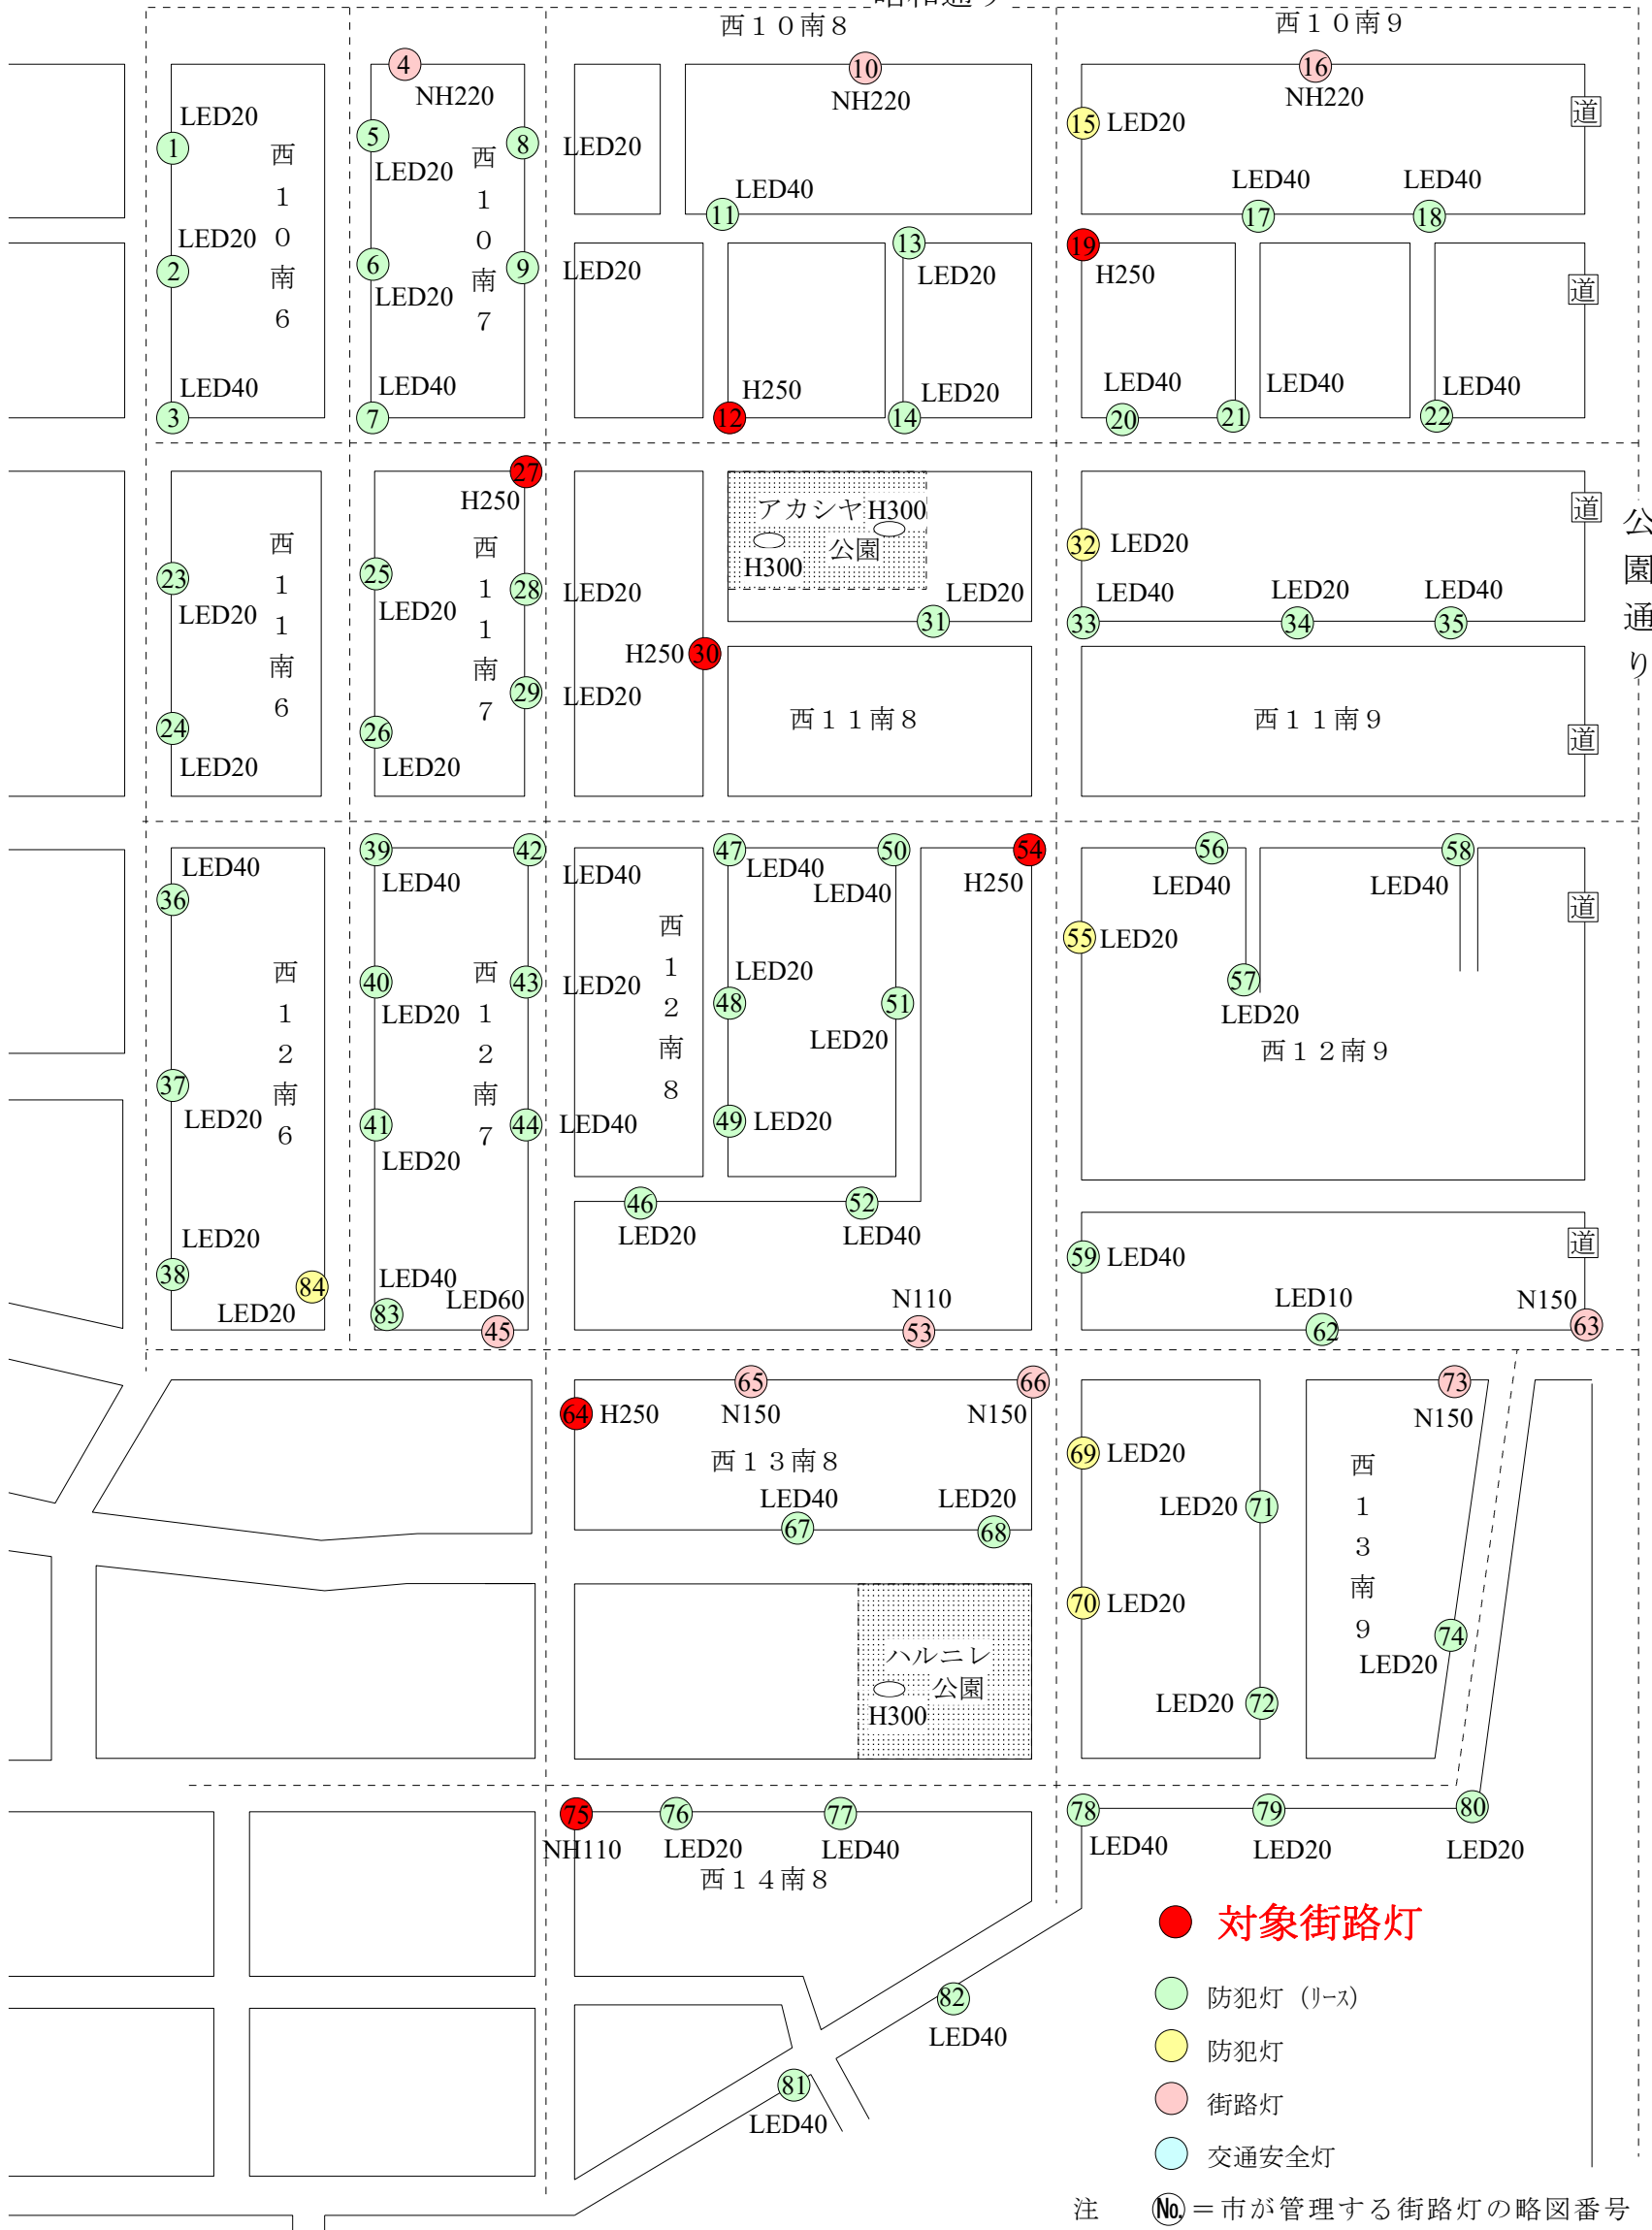 西１０南８
西１０南９
4
NH220
10
NH220
16
NH220
道
LED20
1
5
LED20
8
LED20
15
LED20
西１０南６
西１０南７
LED40
11
LED40
17
LED40
18
LED20
2
6
LED20
9
LED20
13
LED20
19
H250
道
LED40
3
LED40
7
H250
12
LED20
14
LED40
20
21
LED40
LED40
22
27
H250
アカシヤ
公園
H300
H300
道
公園通り
西１１南６
西１１南７
23
LED20
25
LED20
28
LED20
LED20
31
32
LED20
LED40
33
LED20
34
LED40
35
H250
30
24
LED20
26
LED20
29
LED20
西１１南８
西１１南９
道
LED40
36
39
LED40
42
LED40
47
LED40
50
LED40
54
H250
56
LED40
58
LED40
道
西１２南６
西１２南７
西１２南８
55
LED20
40
LED20
43
LED20
LED20
48
51
LED20
57
LED20
西１２南９
37
LED20
41
LED20
44
LED40
49
LED20
46
LED20
52
LED40
LED20
38
84
LED20
LED40
83
LED60
45
N110
53
59
LED40
LED10
62
道
N150
63
64
H250
65
N150
66
N150
73
N150
西１３南８
69
LED20
西１３南９
LED40
67
LED20
68
LED20
71
70
LED20
74
LED20
ハルニレ
公園
H300
LED20
72
75
NH110
76
LED20
77
LED40
78
LED40
79
LED20
80
LED20
西１４南８
82
LED40
81
LED40
対象街路灯
防犯灯（ﾘｰｽ）
防犯灯
街路灯
交通安全灯
注　№＝市が管理する街路灯の略図番号